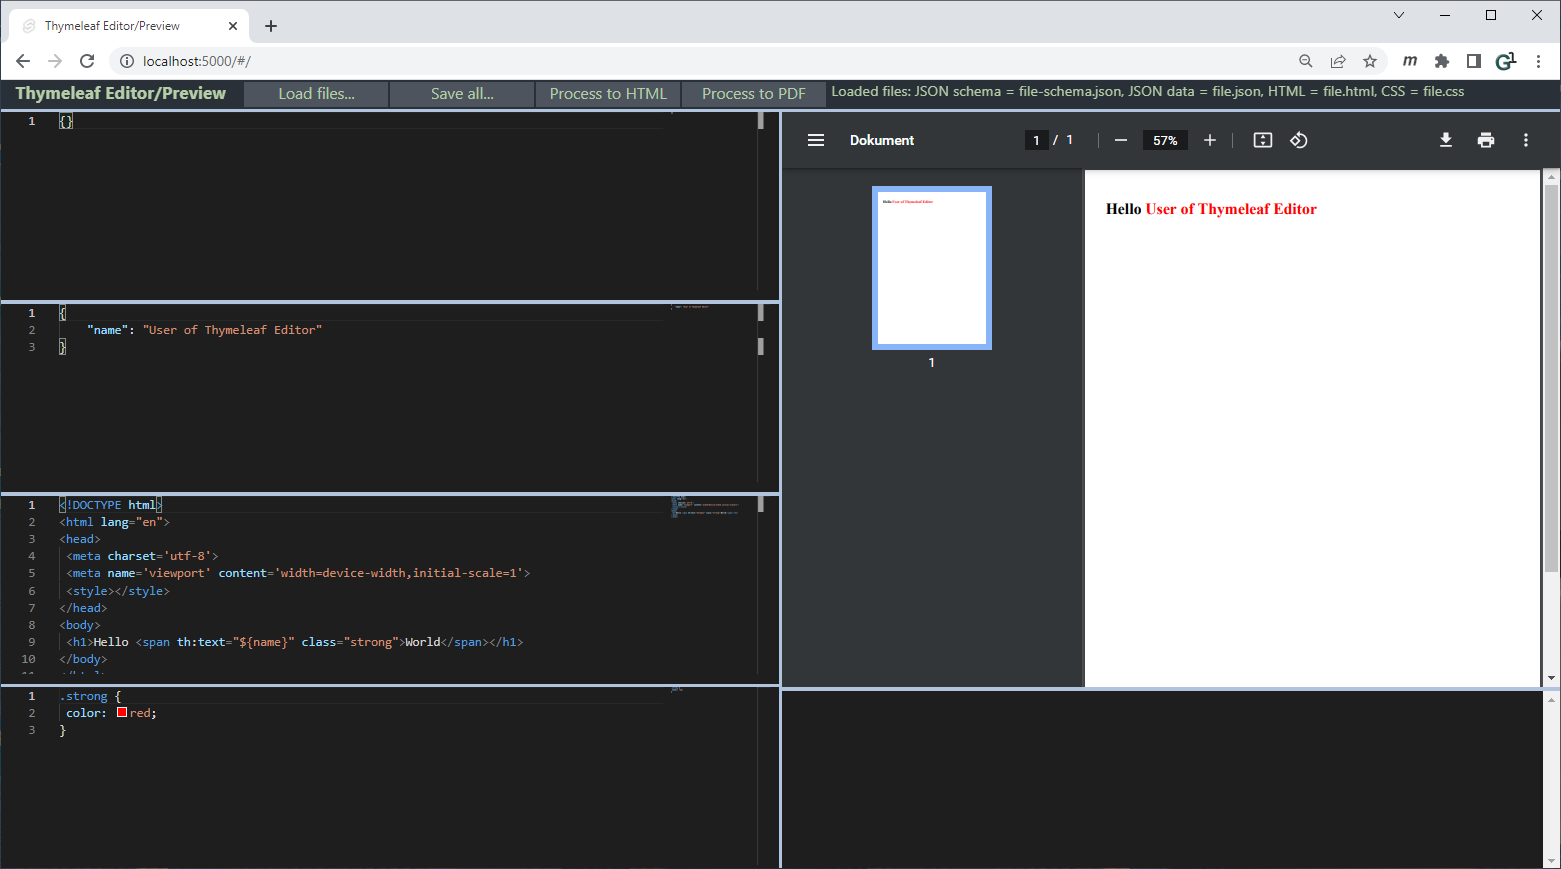 Thymeleaf Editor/Preview
localhost:5000/#/
Thymeleaf Editor/Preview Load files... Save all... Process to HTML Process to PDF Loaded files: JSON schema = file-schema.json, JSON data = file.json, HTML = file.html, CSS = file.css
1 {}
1 {
2 "name": "User of Thymeleaf Editor"
3 }
1 <!DOCTYPE html>
2 <html lang="en">
3 <head>
4 <meta charset='utf-8'>
5 <meta name='viewport' content='width=device-width,initial-scale=1'>
6 <style></style>
7 </head>
8 <body>
9 <h1>Hello <span th:text="${name}" class="strong">World</span></h1>
10 </body>
1 .strong {
2 color: red;
3 }
Dokument 1 / 1 57%
Hello User of Thymeleaf Editor
1
Hello User of Thymeleaf Editor